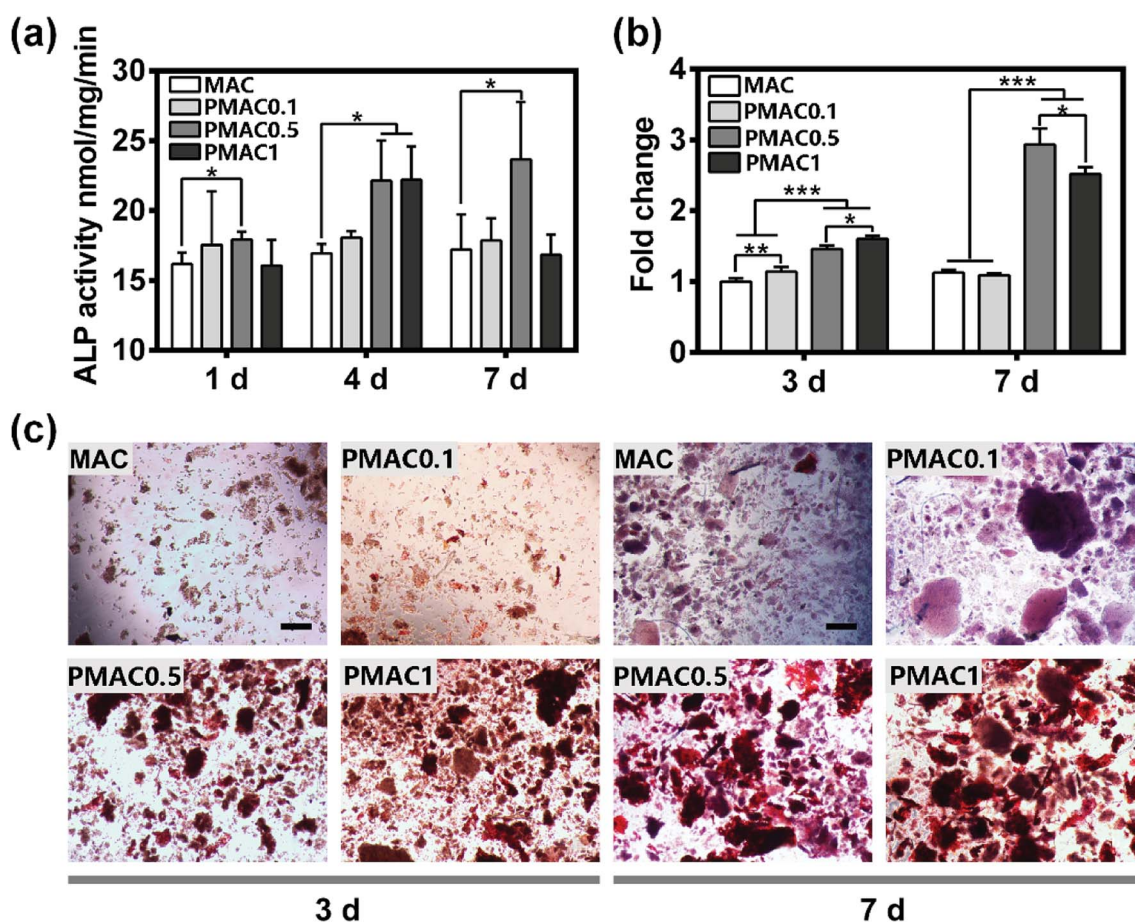 (a)
ALP activity nmol/mg/min
30
25
20
15
10
MAC
PMAC0.1
PMAC0.5
PMAC1
*
*
*
1 d
4 d
7 d
(b)
Fold change
4
3
2
1
0
MAC
PMAC0.1
PMAC0.5
PMAC1
**
***
*
***
*
3 d
7 d
(c)
MAC
PMAC0.1
MAC
PMAC0.1
PMAC0.5
PMAC1
PMAC0.5
PMAC1
3 d
7 d